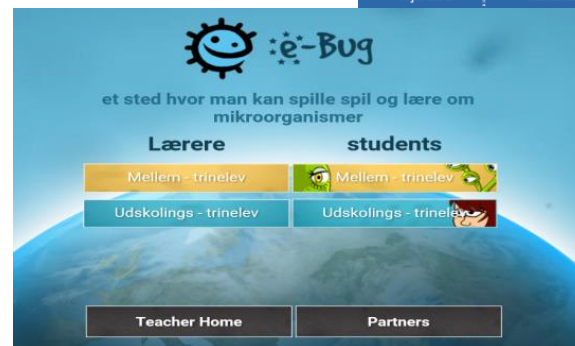 e-Bug
et sted hvor man kan spille spil og lære om
mikroorganismer
Lærere students
Mellem - trinelev Mellem - trinelev
Udskolings - trinelev Udskolings - trinelev
Teacher Home Partners